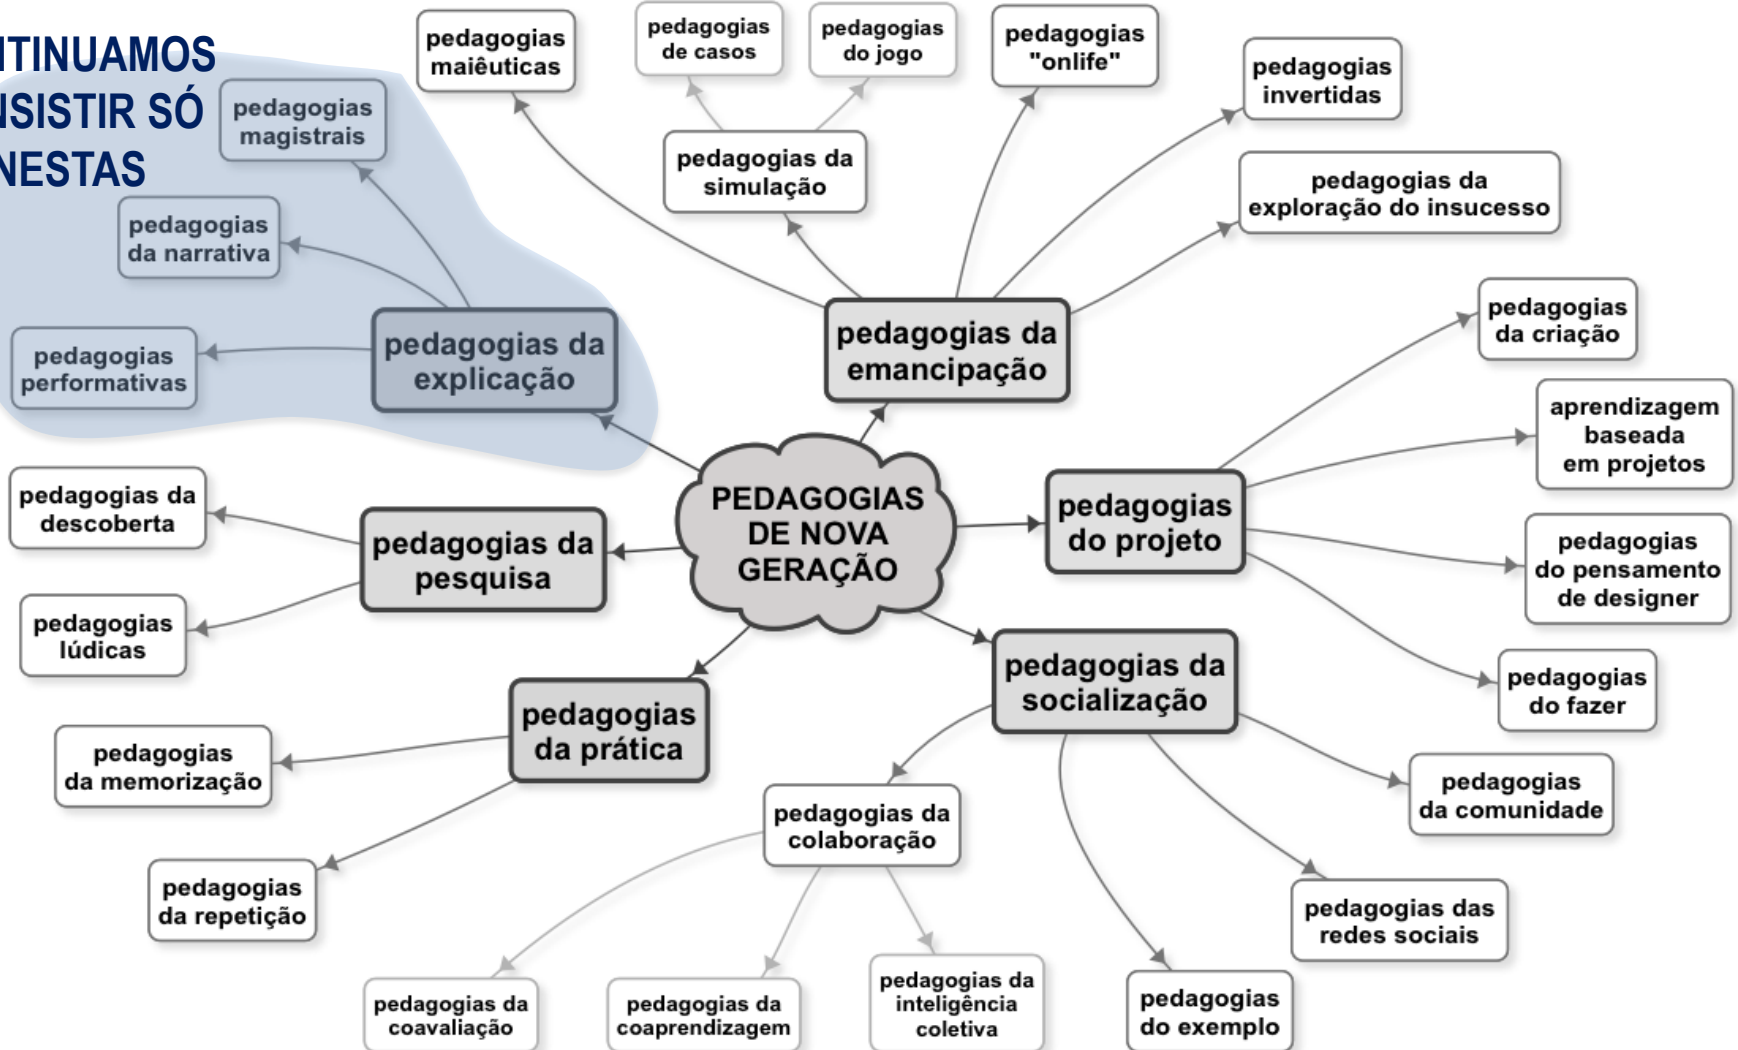 NTINUAMOS
NSISTIR SÓ
NESTAS
pedagogias
magistrais
pedagogias
da narrativa
pedagogias
performativas
pedagogias da
explicação
pedagogias
maiêuticas
pedagogias
de casos
pedagogias
do jogo
pedagogias da
simulação
pedagogias
"onlife"
pedagogias
invertidas
pedagogias da
exploração do insucesso
pedagogias da
emancipação
pedagogias
da criação
aprendizagem
baseada
em projetos
pedagogias
do pensamento
de designer
pedagogias
do fazer
pedagogias
do projeto
PEDAGOGIAS
DE NOVA
GERAÇÃO
pedagogias da
pesquisa
pedagogias da
descoberta
pedagogias
lúdicas
pedagogias
da prática
pedagogias
da memorização
pedagogias
da repetição
pedagogias da
socialização
pedagogias
da comunidade
pedagogias das
redes sociais
pedagogias
do exemplo
pedagogias da
colaboração
pedagogias da
coavaliação
pedagogias da
coaprendizagem
pedagogias da
inteligência
coletiva